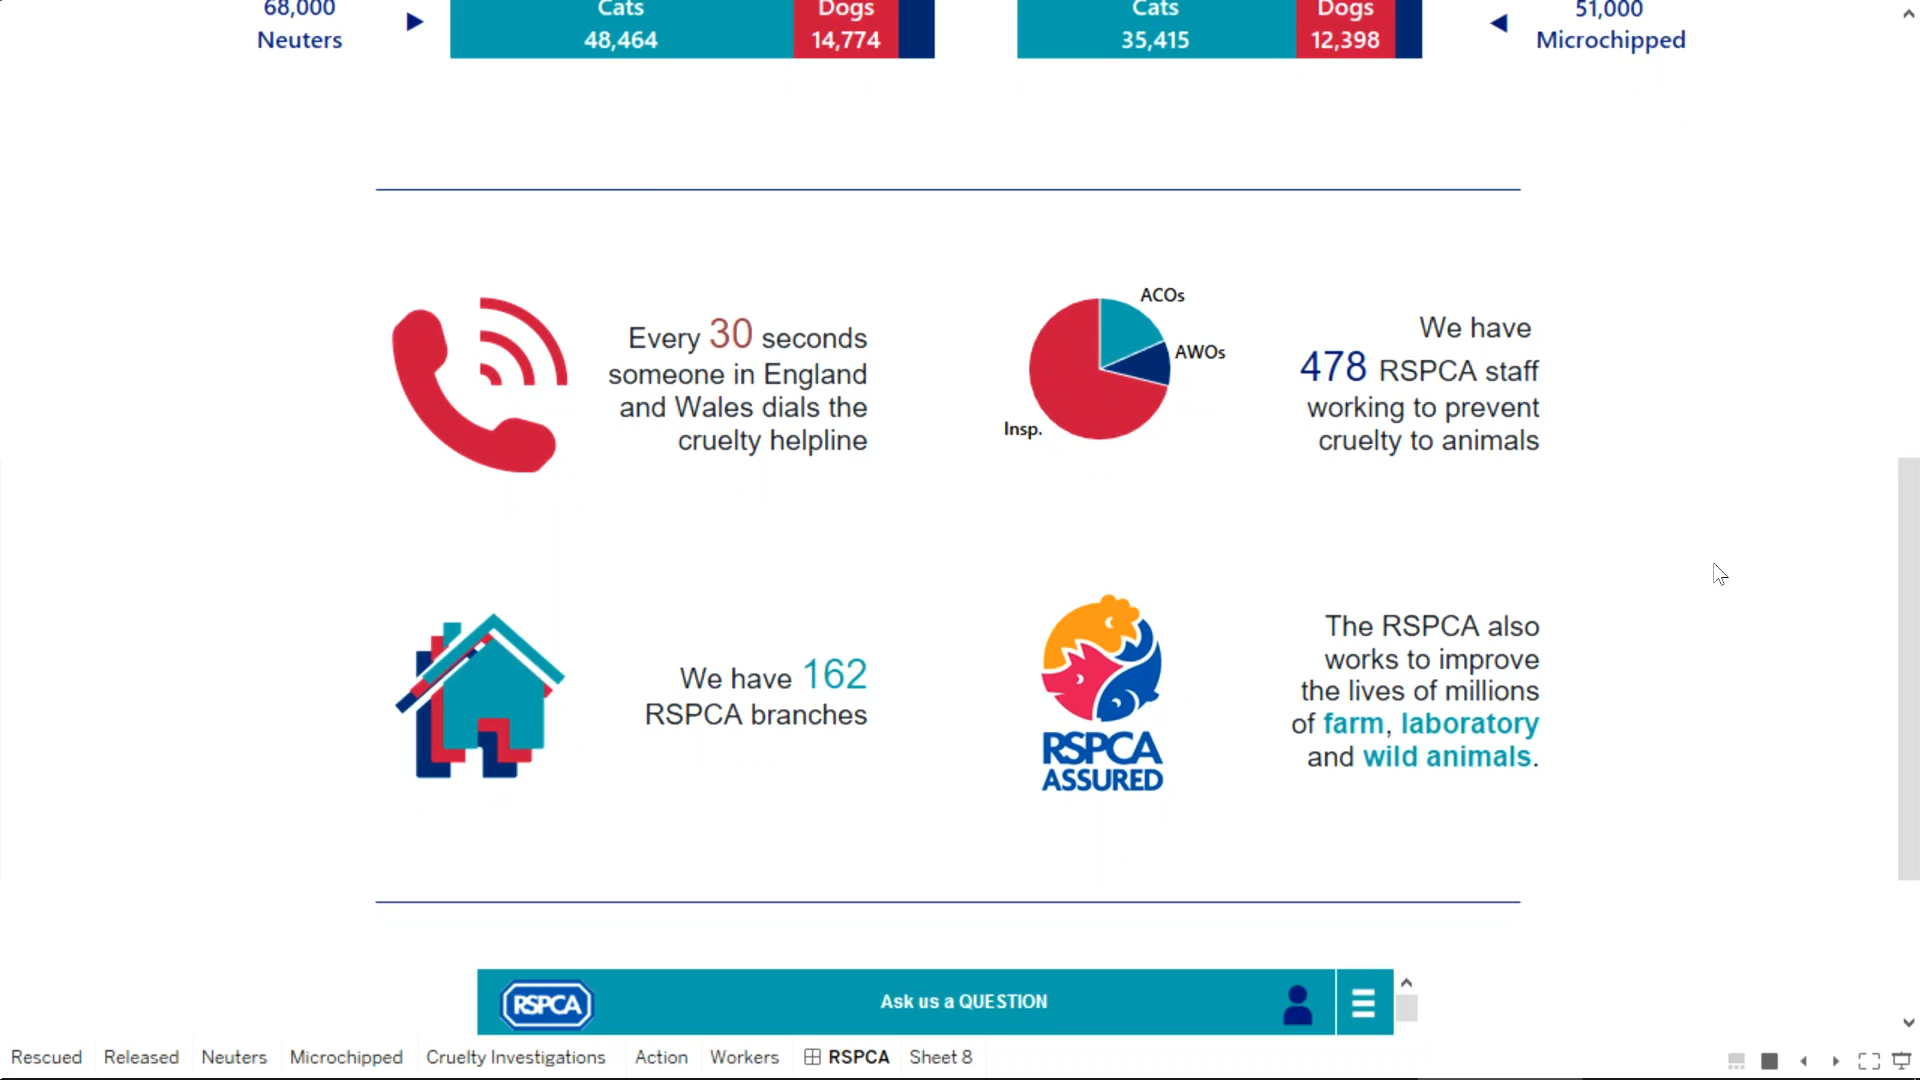 68,000
Neuters
Cats
48,464
Dogs
14,774
Cats
35,415
Dogs
12,398
51,000
Microchipped
Every 30 seconds
someone in England
and Wales dials the
cruelty helpline
ACOs
AWOs
Insp.
We have
478 RSPCA staff
working to prevent
cruelty to animals
We have 162
RSPCA branches
RSPCA
ASSURED
The RSPCA also
works to improve
the lives of millions
of farm, laboratory
and wild animals.
RSPCA
Ask us a QUESTION
Rescued
Released
Neuters
Microchipped
Cruelty Investigations
Action
Workers
RSPCA
Sheet 8